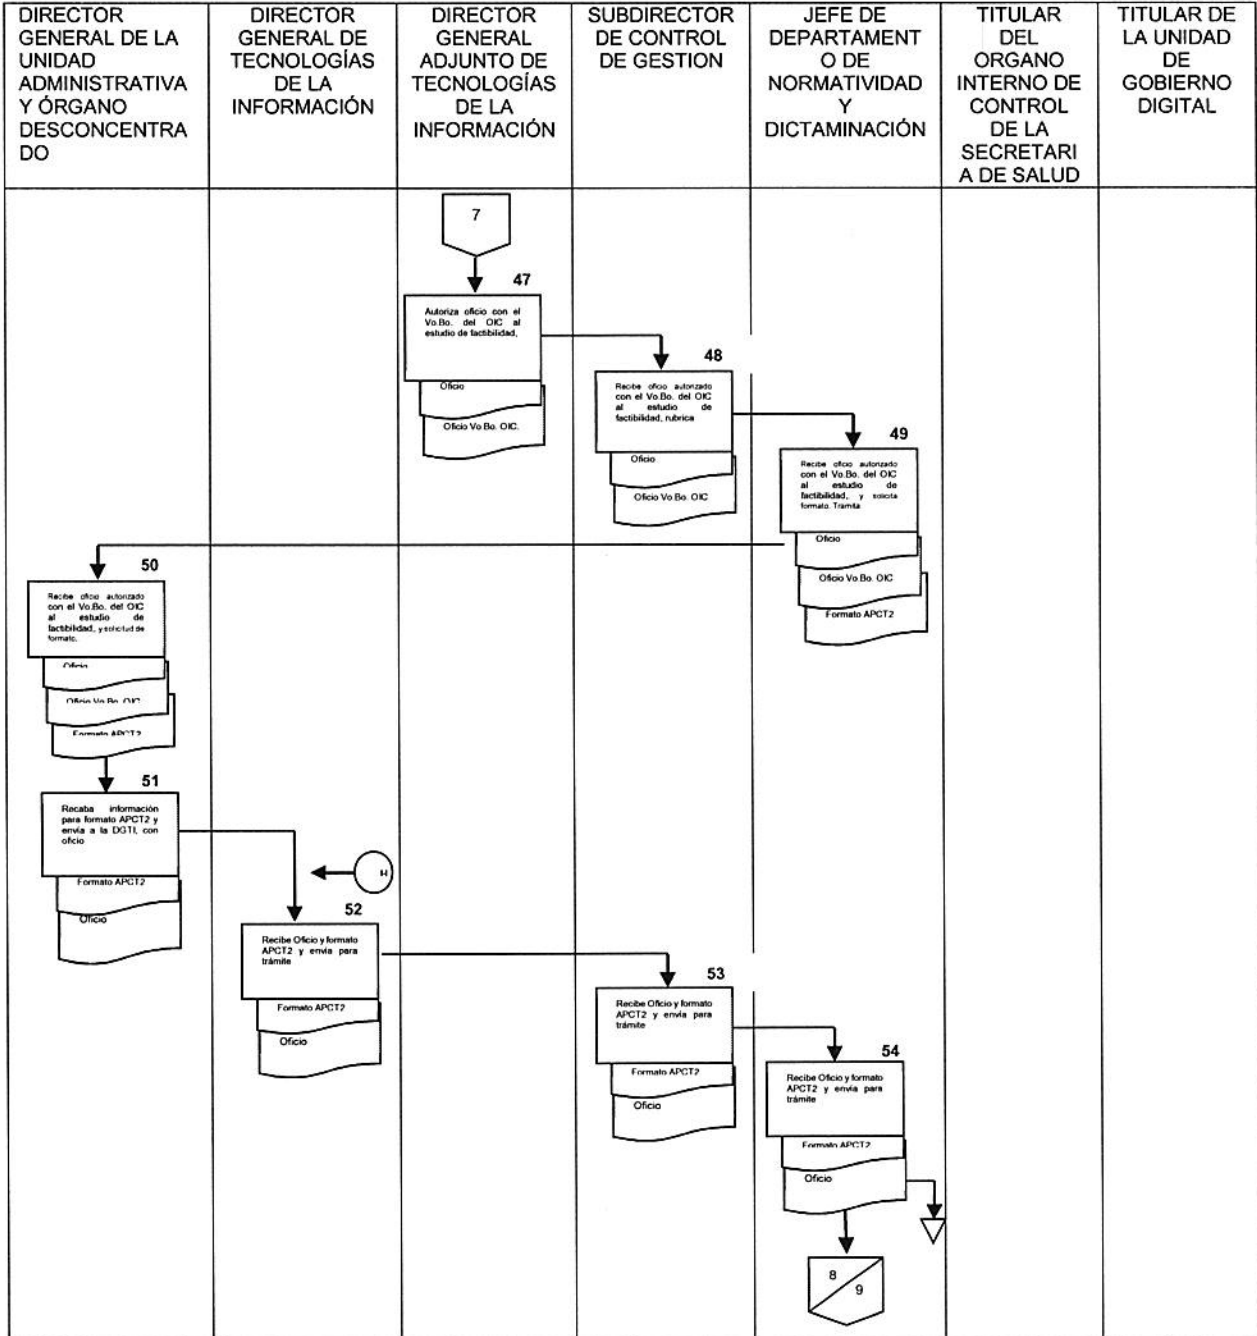 DIRECTOR
GENERAL DE LA
UNIDAD
ADMINISTRATIVA
Y ÓRGANO
DESCONCENTRA
DO
DIRECTOR
GENERAL DE
TECNOLOGÍAS
DE LA
INFORMACIÓN
DIRECTOR
GENERAL
ADJUNTO DE
TECNOLOGÍAS
DE LA
INFORMACIÓN
SUBDIRECTOR
DE CONTROL
DE GESTION
JEFE DE
DEPARTAMENT
O DE
NORMATIVIDAD
Y
DICTAMINACIÓN
TITULAR
DEL
ORGANO
INTERNO DE
CONTROL
DE LA
SECRETARI
A DE SALUD
TITULAR DE
LA UNIDAD
DE
GOBIERNO
DIGITAL
7
47
Autoriza oficio con el
Vo.Bo. del OIC al
estudio de factibilidad,
Oficio
Oficio Vo Bo. OIC.
48
Recibe oficio autorizado
con el Vo.Bo. del OIC
al estudio de
factibilidad, rubrica
Oficio
Oficio Vo.Bo. OIC
49
Recibe oficio autorizado
con el Vo.Bo. del OIC
al estudio de
factibilidad, y solicita
formato. Tramita
Oficio
Oficio Vo.Bo. OIC
Formato APCT2
50
Recibe oficio autorizado
con el Vo.Bo. del OIC
al estudio de
factibilidad, y solicitud de
formato.
Oficio
Oficio Vo Bo. OIC
Formato APCT2
51
Recaba información
para formato APCT2 y
envía a la DGTI, con
oficio
Formato APCT2
Oficio
H
52
Recibe Oficio y formato
APCT2 y envía para
trámite
Formato APCT2
Oficio
53
Recibe Oficio y formato
APCT2 y envía para
trámite
Formato APCT2
Oficio
54
Recibe Oficio y formato
APCT2 y envía para
trámite
Formato APCT2
Oficio
8
9